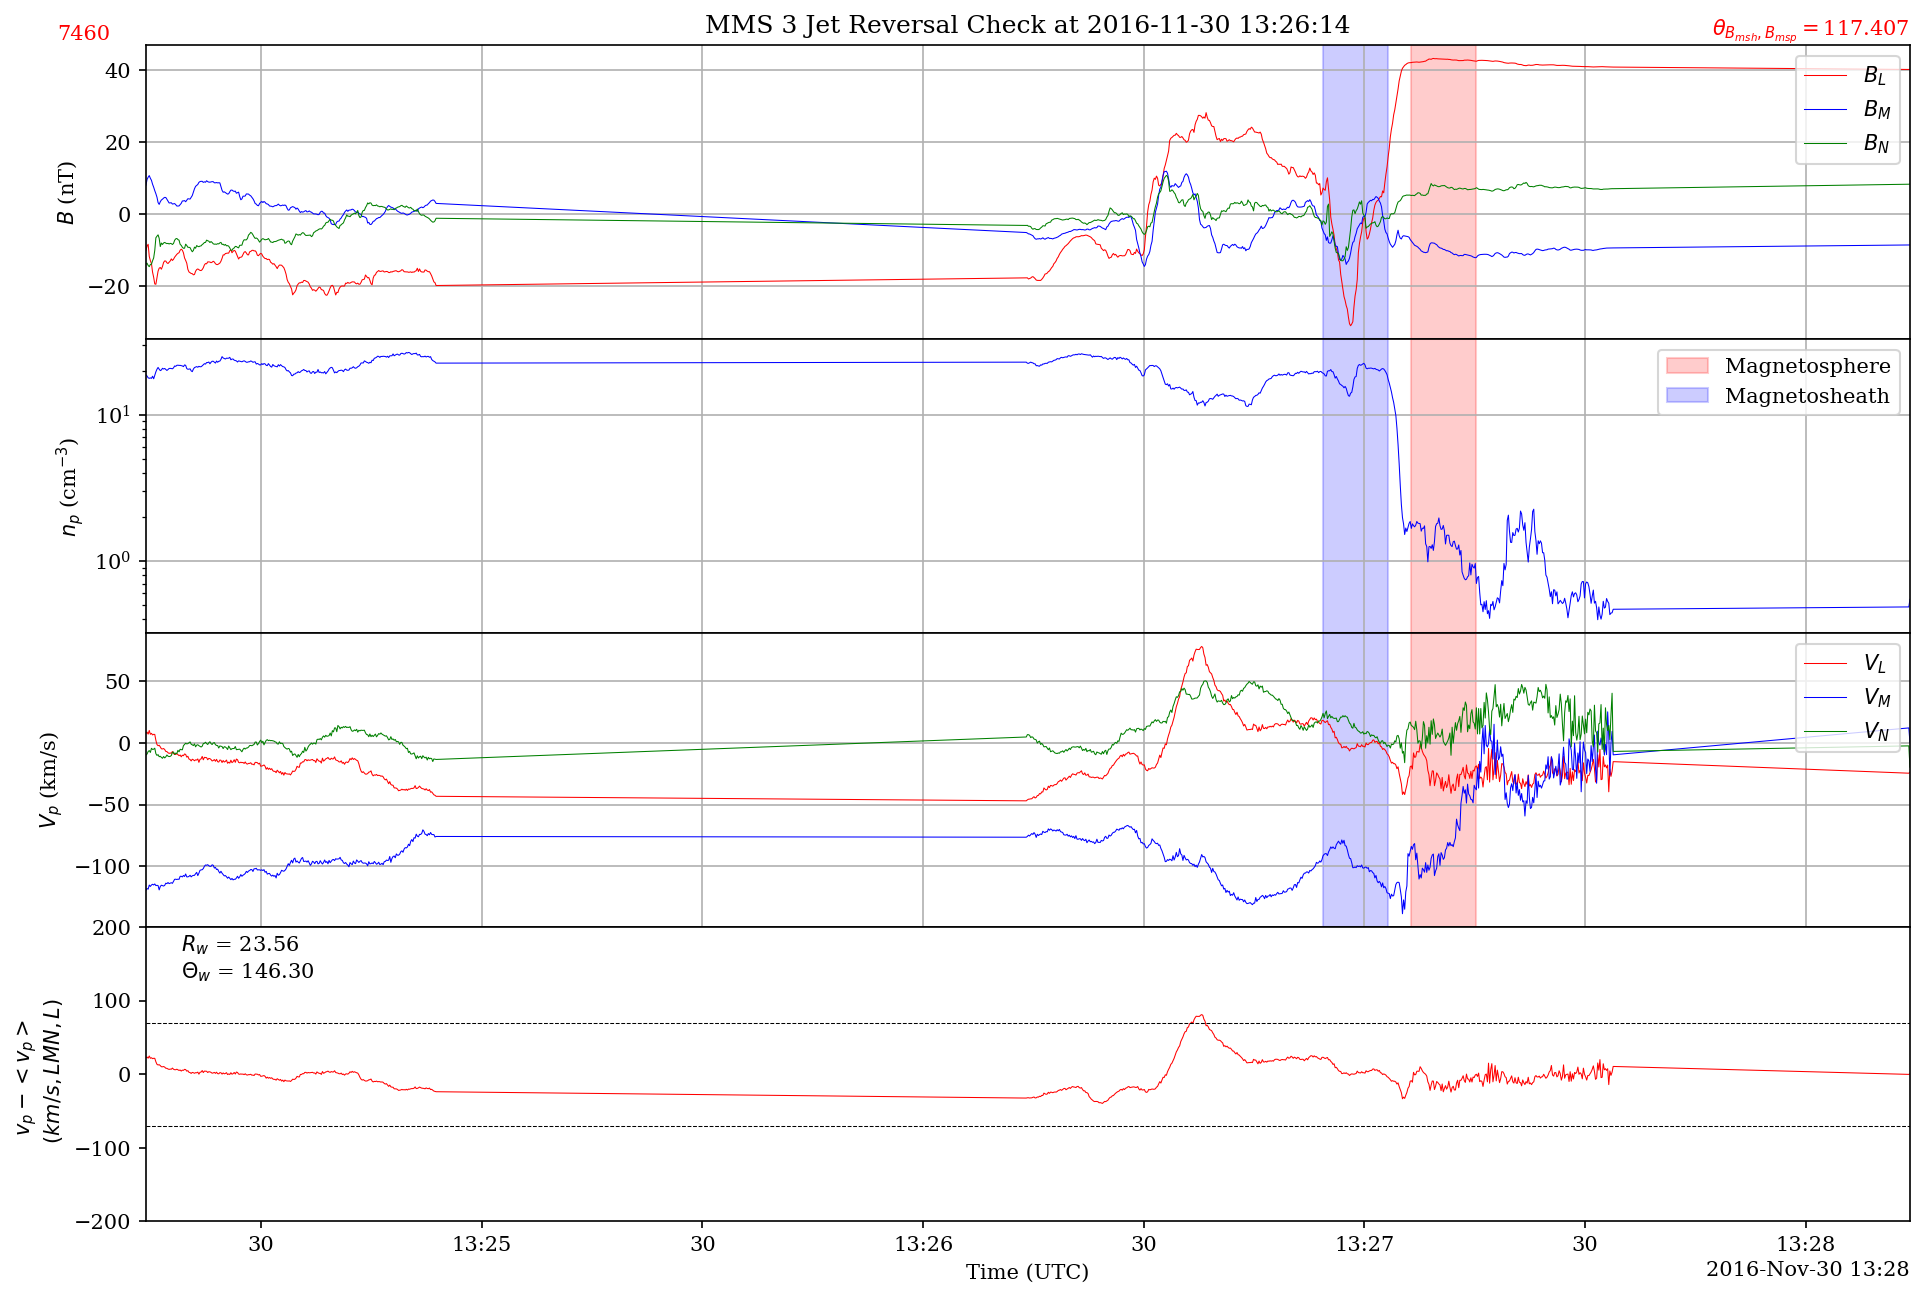 MMS 3 Jet Reversal Check at 2016-11-30 13:26:14
7460
θ_{B_{msh}, B_{msp}} = 117.407
40
20
0
−20
B (nT)
B_L
B_M
B_N
10^1
10^0
n_p (cm^{−3})
Magnetosphere
Magnetosheath
50
0
−50
−100
V_p (km/s)
V_L
V_M
V_N
200
100
0
−100
−200
v_p − < v_p >
(km/s, LMN, L)
R_w = 23.56
Θ_w = 146.30
30 13:25 30 13:26 30 13:27 30 13:28
Time (UTC)
2016-Nov-30 13:28